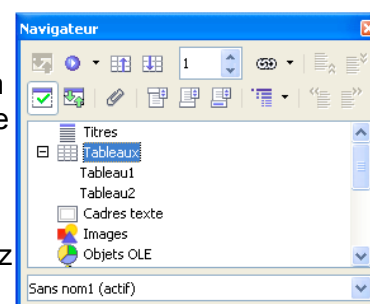 Navigateur
1
Titres
Tableaux
Tableau1
Tableau2
Cadres texte
Images
Objets OLE
Sans nom1 (actif)
n
e
z